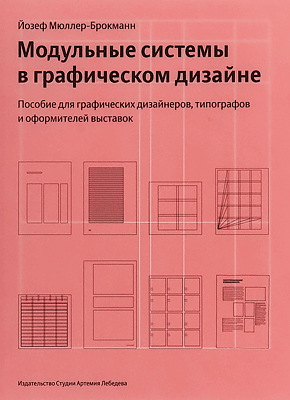 Йозеф Мюллер-Брокманн
Модульные системы
в графическом дизайне
Пособие для графических дизайнеров, типографов
и оформителей выставок
Издательство Студии Артемия Лебедева